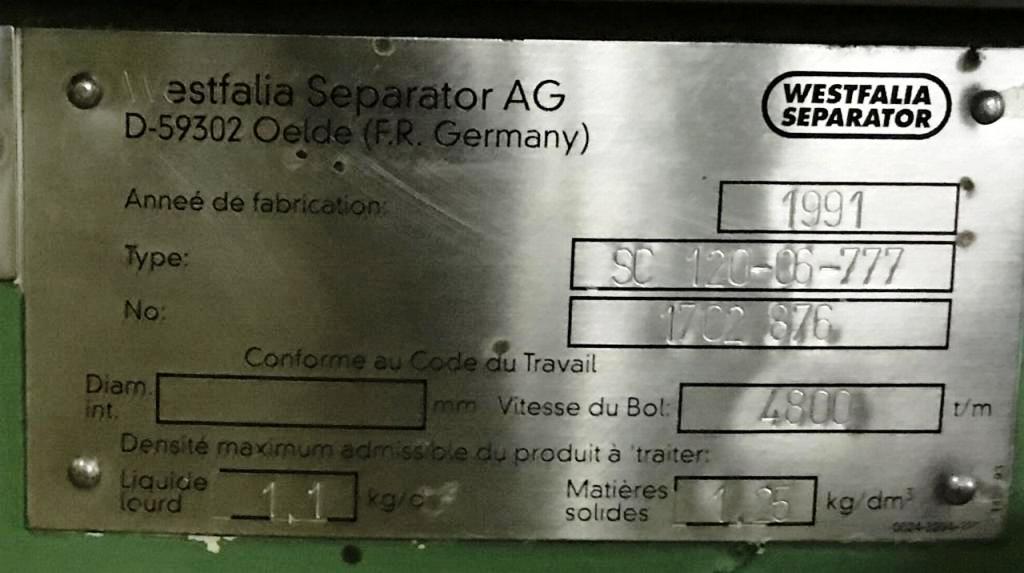 Westfalia Separator AG
WESTFALIA
SEPARATOR
D-59302 Oelde (F.R. Germany)
Anneé de fabrication: 1991
Type: SC 120-06-777
No: 1702 876
Conforme au Code du Travail
Diam. int. mm Vitesse du Bol: 4800 t/m
Densité maximum admissible du produit à traiter:
Liquide lourd 1,1 Matières solides 1,25 kg/dm³